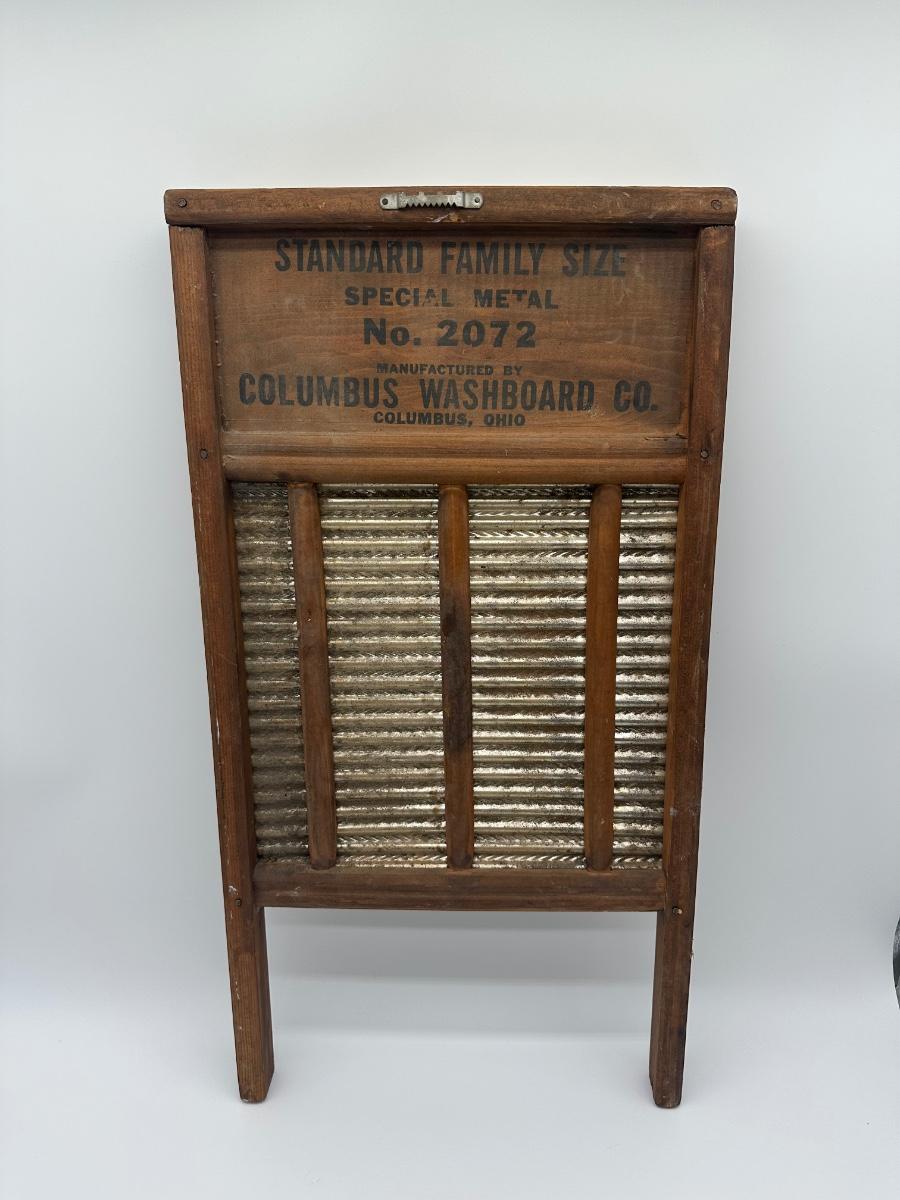 STANDARD FAMILY SIZE
SPECIAL METAL
No. 2072
MANUFACTURED BY
COLUMBUS WASHBOARD CO.
COLUMBUS, OHIO